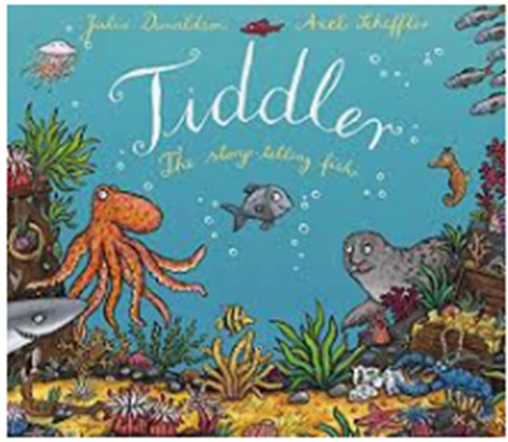 Julia Donaldson Axel Scheffler
Tiddler
The story-telling fish